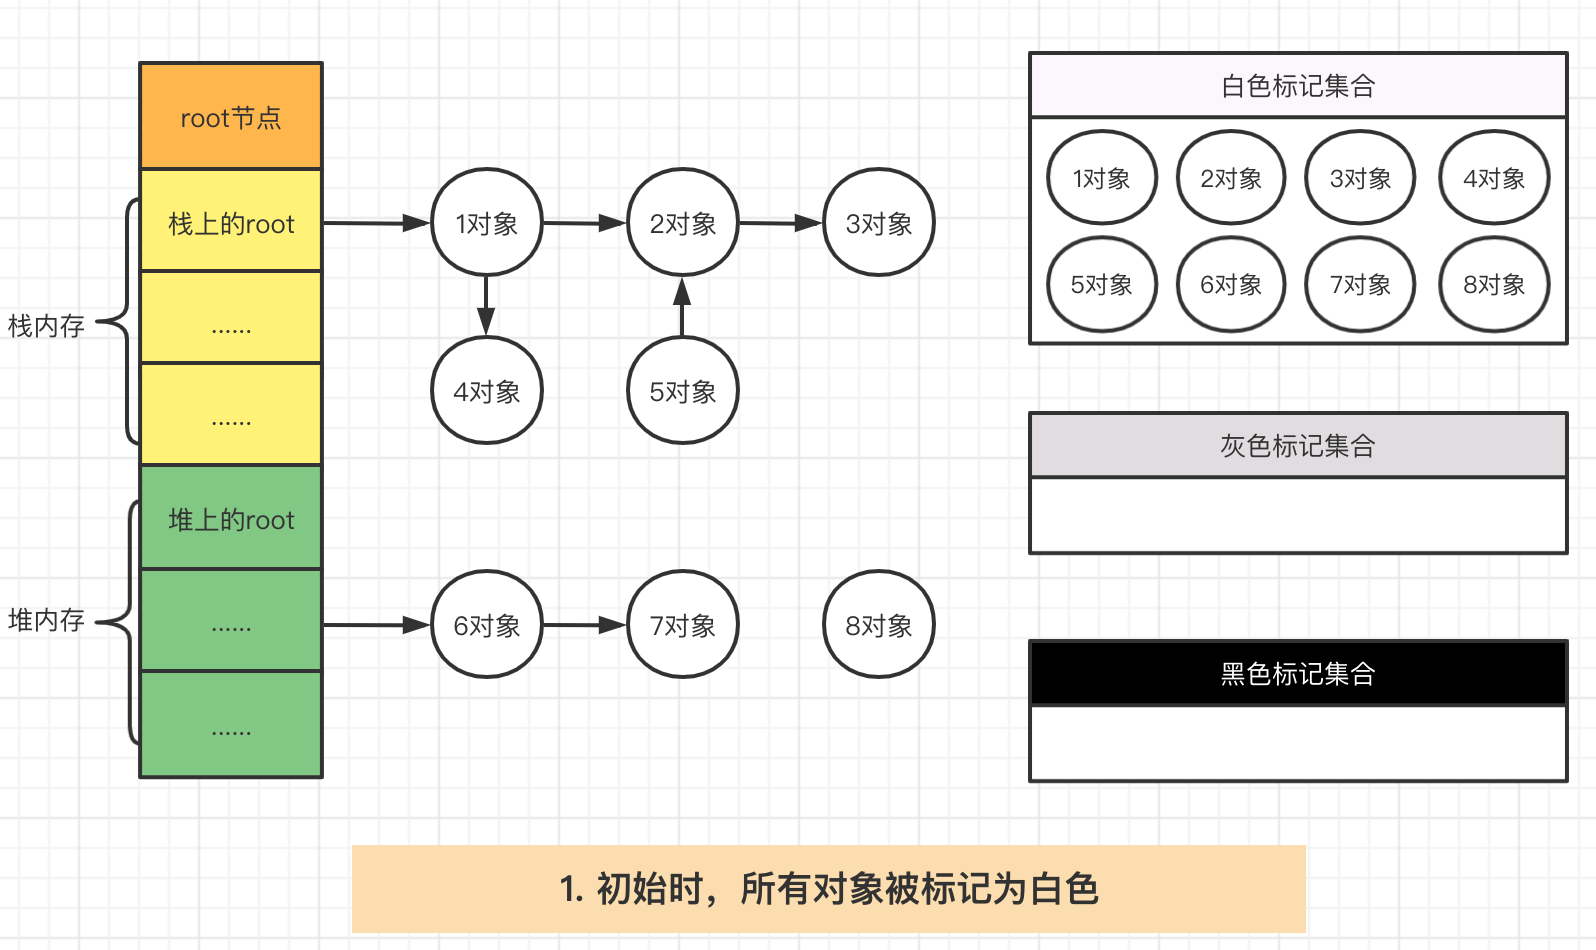 root节点
栈上的root
......
......
栈内存
堆上的root
......
......
堆内存
1对象
2对象
3对象
4对象
5对象
6对象
7对象
8对象
白色标记集合
1对象
2对象
3对象
4对象
5对象
6对象
7对象
8对象
灰色标记集合
黑色标记集合
1. 初始时，所有对象被标记为白色